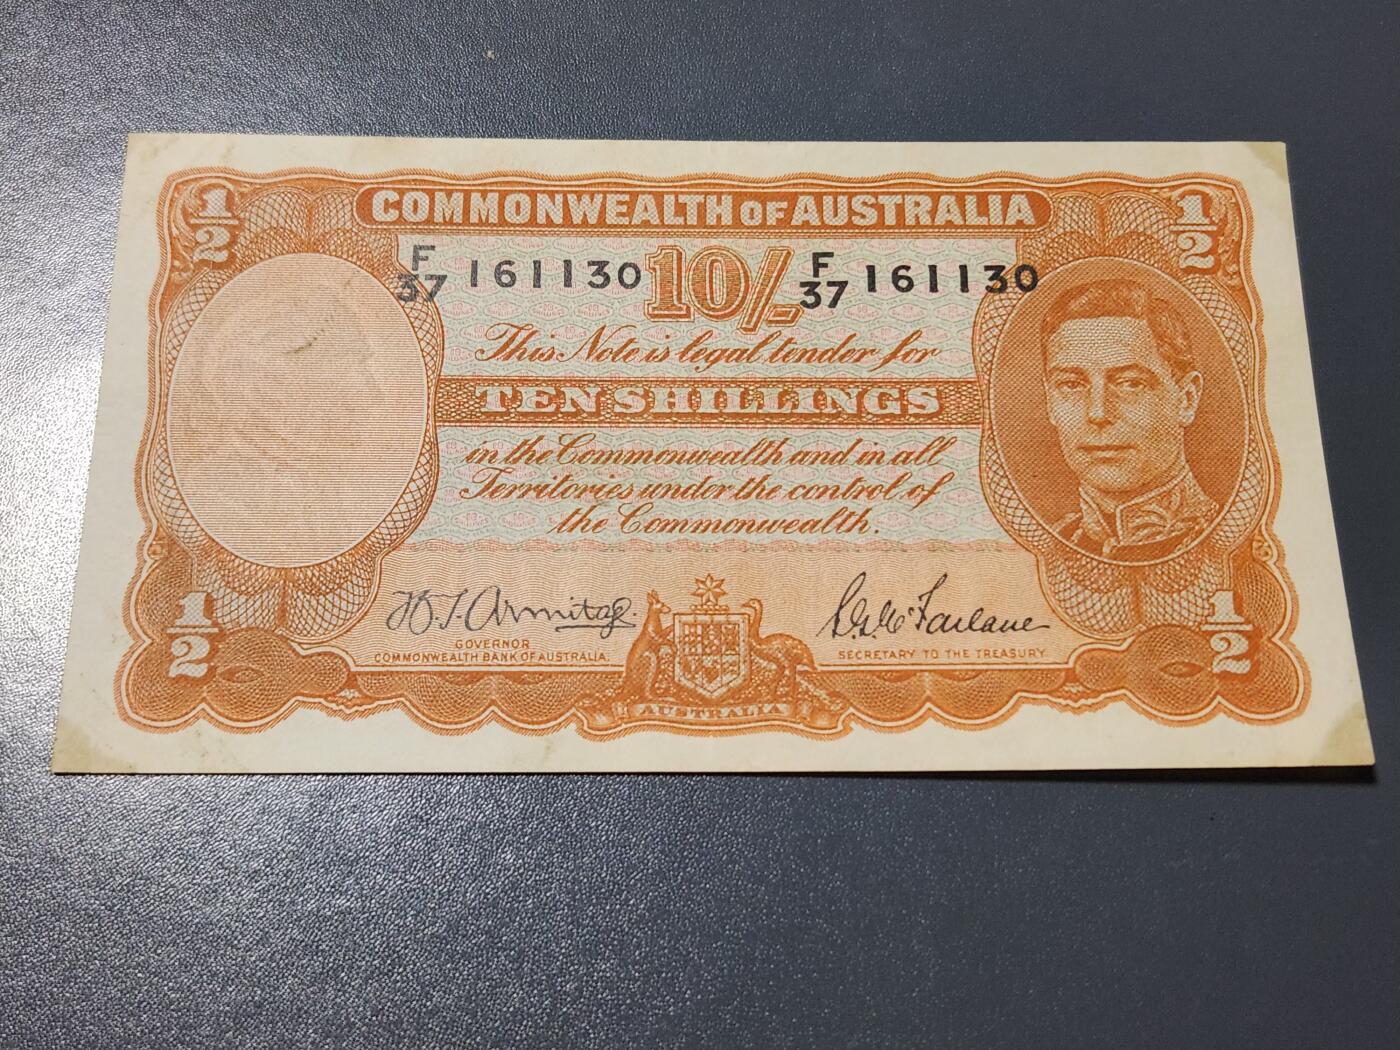 1/2
COMMONWEALTH OF AUSTRALIA
1/2
F/37 161130
10/-
F/37 161130
This Note is legal tender for
TEN SHILLINGS
in the Commonwealth and in all
Territories under the control of
the Commonwealth.
H.T. Armitage.
GOVERNOR
COMMONWEALTH BANK OF AUSTRALIA.
S.G. McFarlane
SECRETARY TO THE TREASURY
1/2
AUSTRALIA
1/2